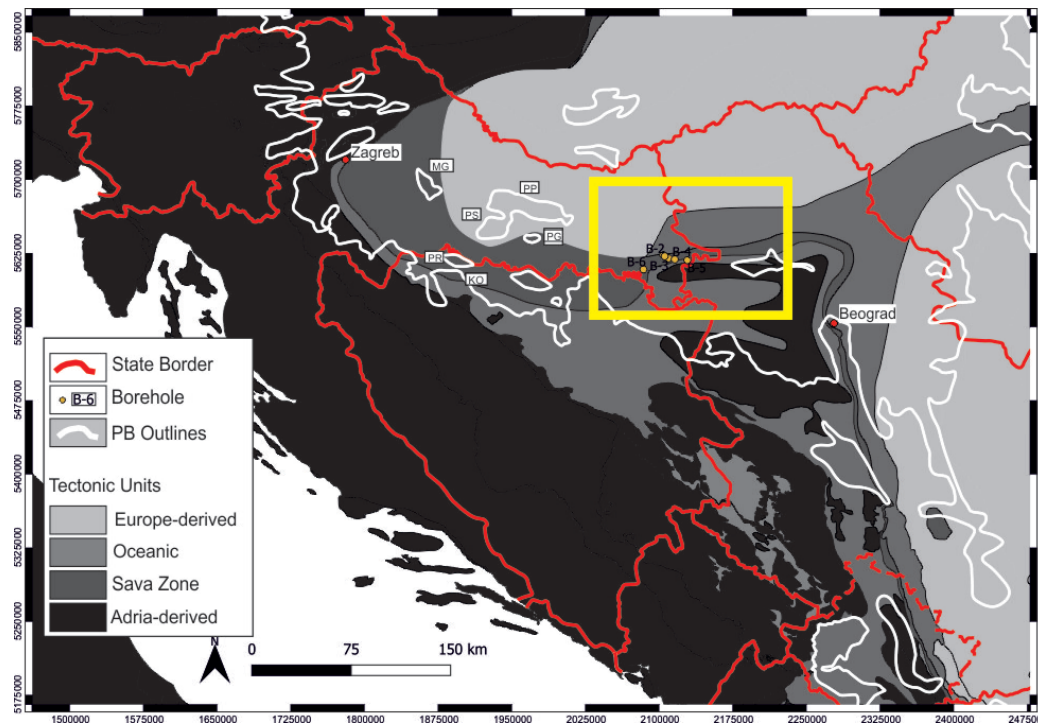 5850000
5775000
5700000
5625000
5550000
5475000
5400000
5325000
5250000
5175000
Zagreb
MG
PP
PS
PG
PR
KO
B-2
B-4
B-6
B-3
B-5
Beograd
State Border
B-6 Borehole
PB Outlines
Tectonic Units
Europe-derived
Oceanic
Sava Zone
Adria-derived
N
0 75 150 km
1500000 1575000 1650000 1725000 1800000 1875000 1950000 2025000 2100000 2175000 2250000 2325000 2400000 24750